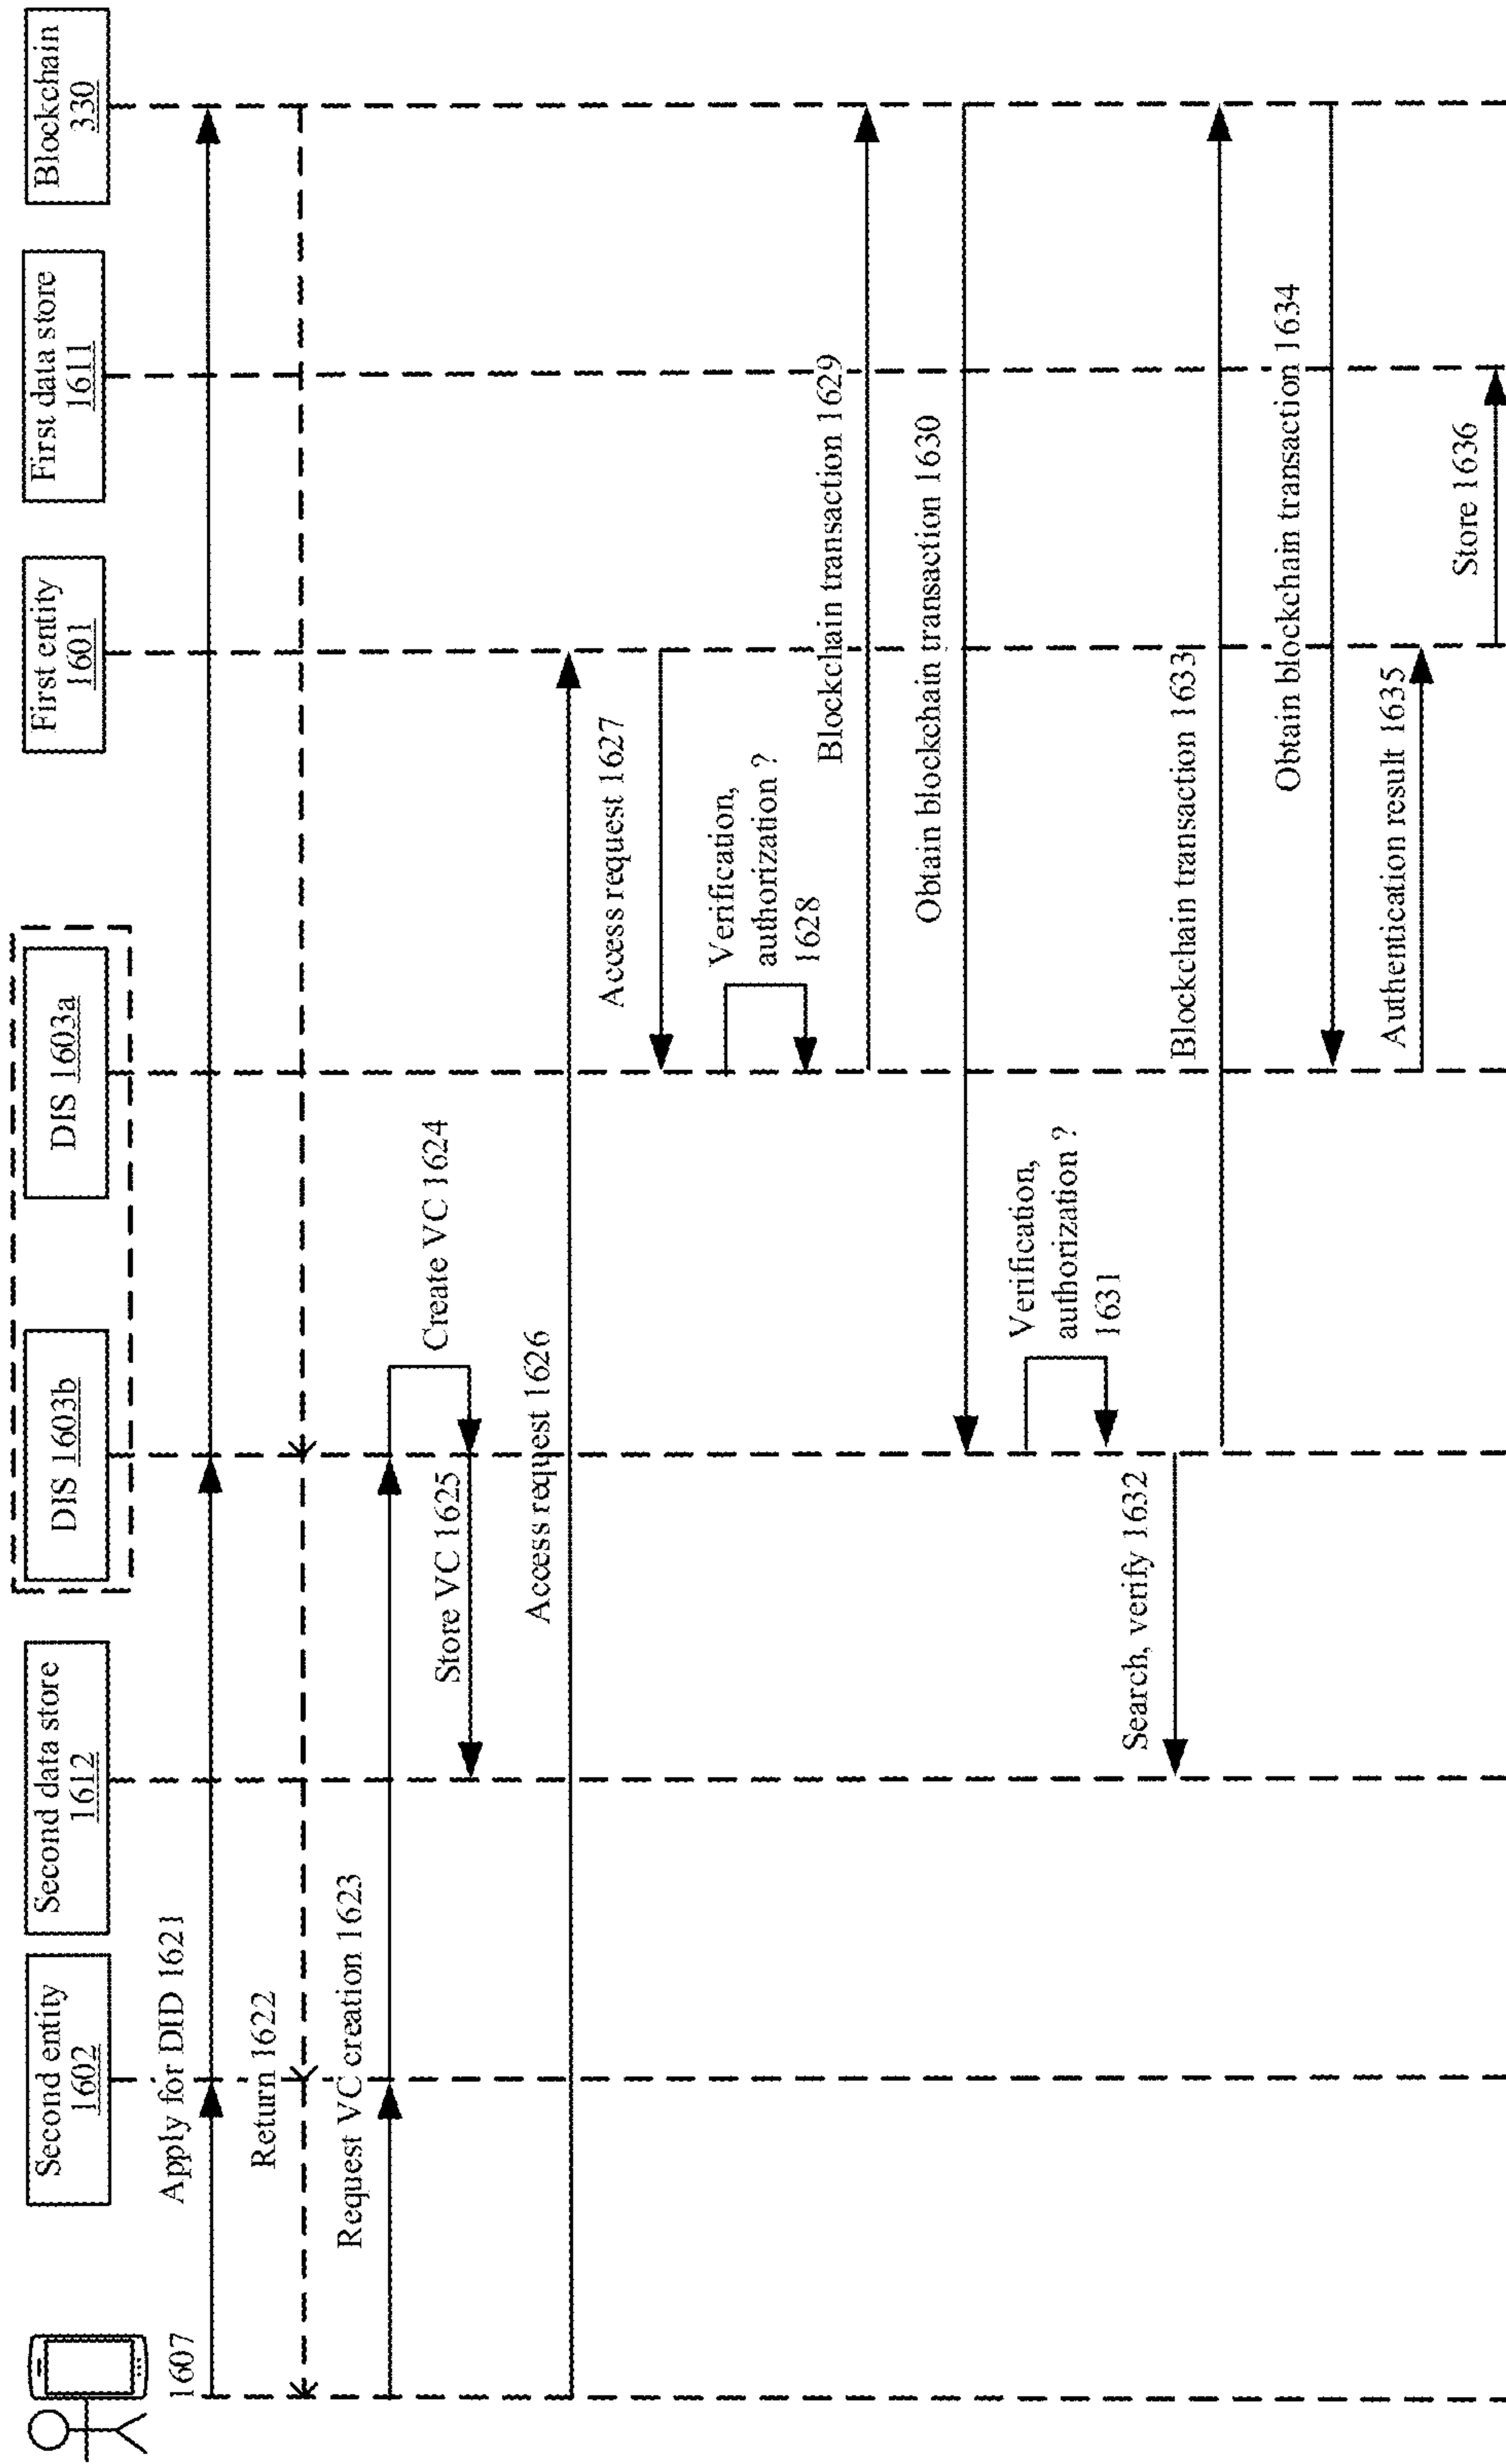 1607
Second entity
1602
Second data store
1612
DIS 1603b
DIS 1603a
First entity
1601
First data store
1611
Blockchain
330
Apply for DID 1621
Return 1622
Request VC creation 1623
Create VC 1624
Store VC 1625
Access request 1626
Access request 1627
Verification,
authorization ?
1628
Blockchain transaction 1629
Obtain blockchain transaction 1630
Verification,
authorization ?
1631
Search, verify 1632
Blockchain transaction 1633
Obtain blockchain transaction 1634
Authentication result 1635
Store 1636